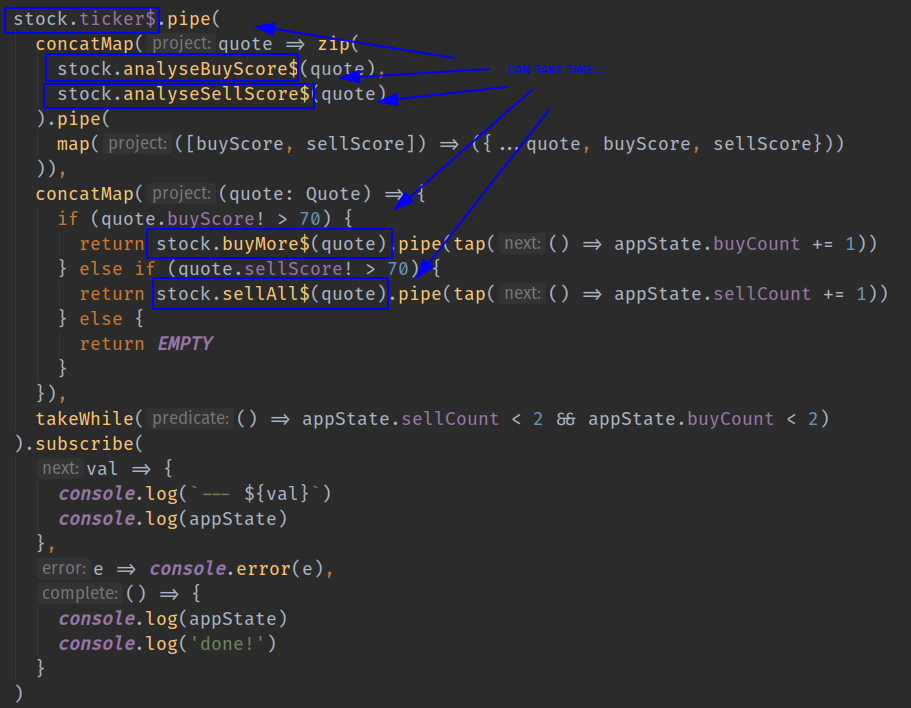 stock.ticker$.pipe(
concatMap( project: quote ⇒ zip(
stock.analyseBuyScore$(quote),
CAN TAKE TIME...
stock.analyseSellScore$(quote)
).pipe(
map( project: ([buyScore, sellScore]) ⇒ ({...quote, buyScore, sellScore}))
)),
concatMap( project: (quote: Quote) ⇒ {
if (quote.buyScore! > 70) {
return stock.buyMore$(quote).pipe(tap( next: () ⇒ appState.buyCount += 1))
} else if (quote.sellScore! > 70) {
return stock.sellAll$(quote).pipe(tap( next: () ⇒ appState.sellCount += 1))
} else {
return EMPTY
}
}),
takeWhile( predicate: () ⇒ appState.sellCount < 2 && appState.buyCount < 2)
).subscribe(
next: val ⇒ {
console.log(`--- ${val}`)
console.log(appState)
},
error: e ⇒ console.error(e),
complete: () ⇒ {
console.log(appState)
console.log('done!')
}
)